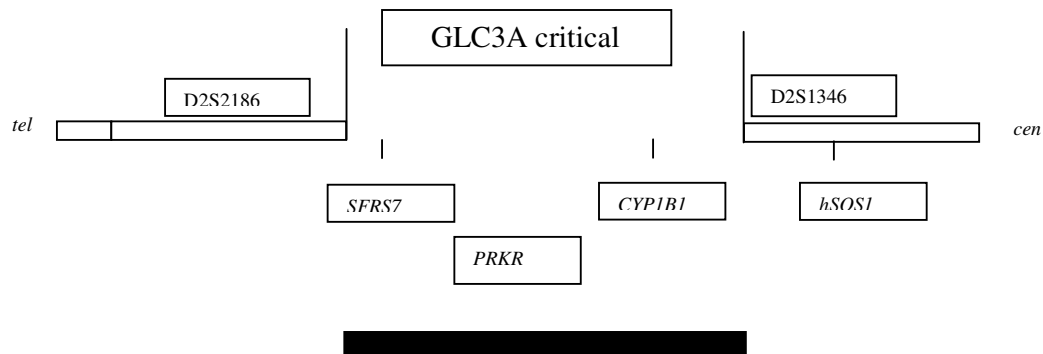 GLC3A critical
D2S2186
D2S1346
tel
cen
SFRS7
CYP1B1
hSOS1
PRKR